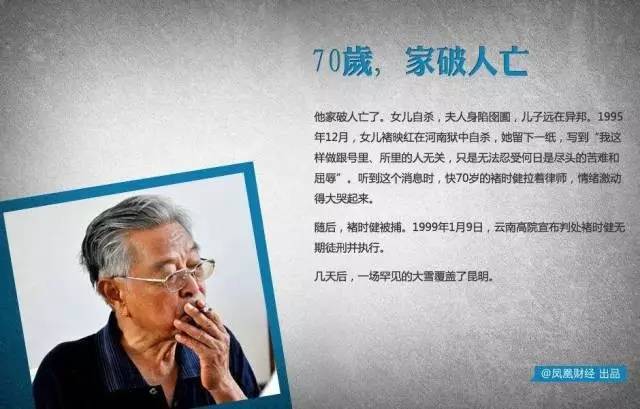 70歲，家破人亡
他家破人亡了。女儿自杀，夫人身陷囹圄，儿子远在异邦。1995
年12月，女儿褚映红在河南狱中自杀，她留下一纸，写到“我这
样做跟号里、所里的人无关，只是无法忍受何日是尽头的苦难和
屈辱”。听到这个消息时，快70岁的褚时健拉着律师，情绪激动
得大哭起来。
随后，褚时健被捕。1999年1月9日，云南高院宣布判处褚时健无
期徒刑并执行。
几天后，一场罕见的大雪覆盖了昆明。
@凤凰财经 出品